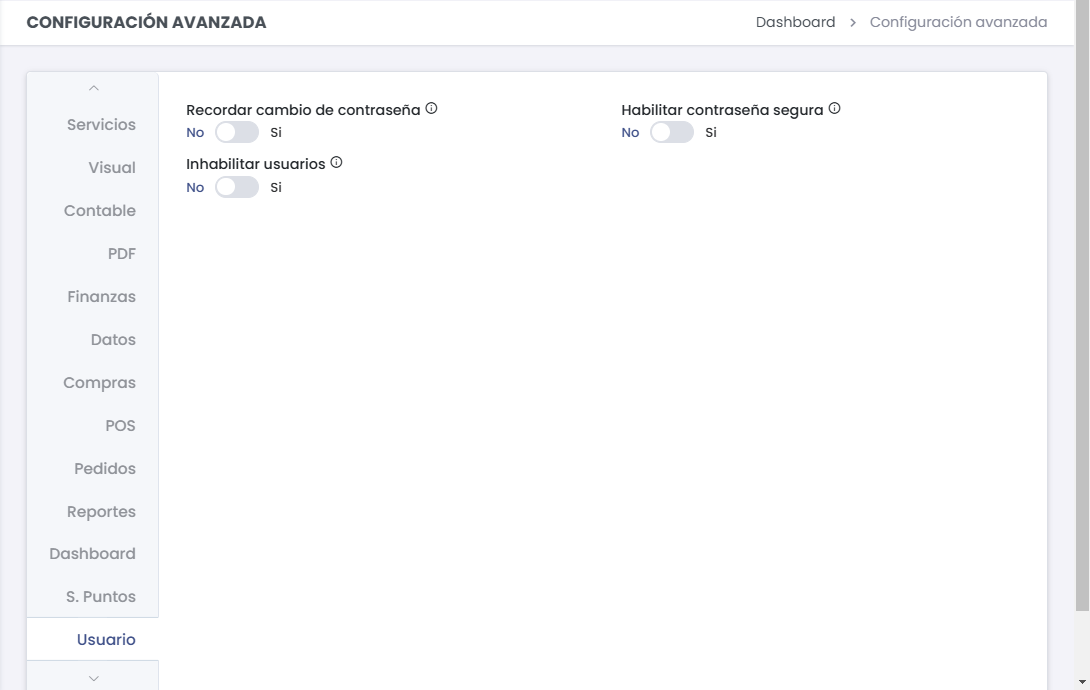 CONFIGURACIÓN AVANZADA
Dashboard > Configuración avanzada
Servicios
Visual
Contable
PDF
Finanzas
Datos
Compras
POS
Pedidos
Reportes
Dashboard
S. Puntos
Usuario
Recordar cambio de contraseña
No Si
Habilitar contraseña segura
No Si
Inhabilitar usuarios
No Si